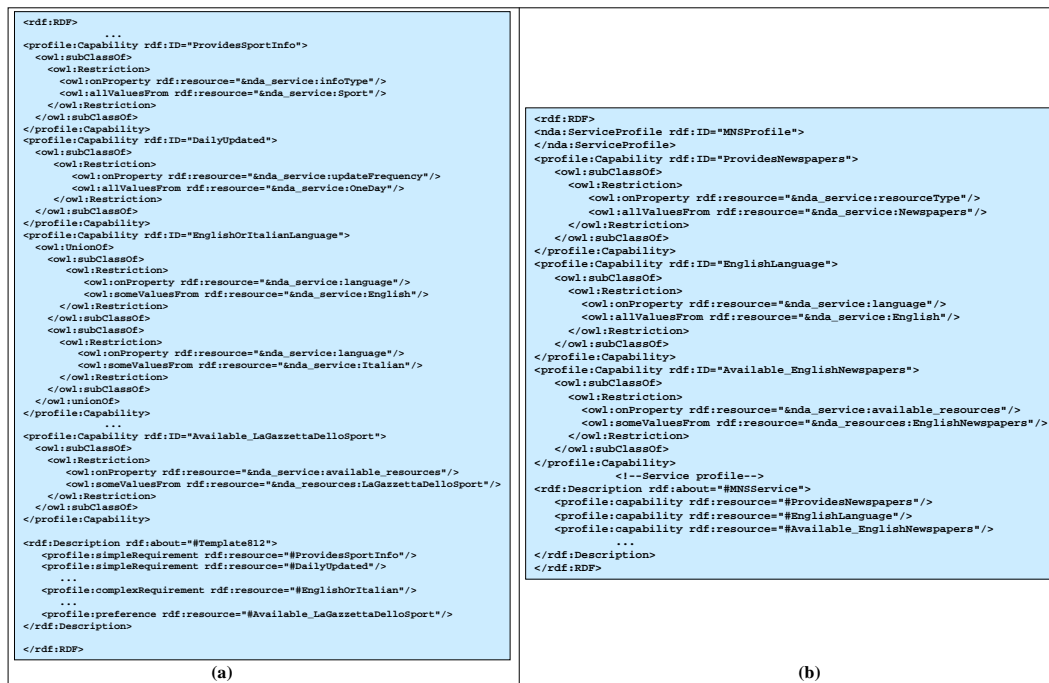 <rdf:RDF>
...
<profile:Capability rdf:ID="ProvidesSportInfo">
<owl:subClassOf>
<owl:Restriction>
<owl:onProperty rdf:resource="&nda_service:infoType"/>
<owl:allValuesFrom rdf:resource="&nda_service:Sport"/>
</owl:Restriction>
</owl:subClassOf>
</profile:Capability>
<profile:Capability rdf:ID="DailyUpdated">
<owl:subClassOf>
<owl:Restriction>
<owl:onProperty rdf:resource="&nda_service:updateFrequency"/>
<owl:allValuesFrom rdf:resource="&nda_service:OneDay"/>
</owl:Restriction>
</owl:subClassOf>
</profile:Capability>
<profile:Capability rdf:ID="EnglishOrItalianLanguage">
<owl:UnionOf>
<owl:subClassOf>
<owl:Restriction>
<owl:onProperty rdf:resource="&nda_service:language"/>
<owl:someValuesFrom rdf:resource="&nda_service:English"/>
</owl:Restriction>
</owl:subClassOf>
<owl:subClassOf>
<owl:Restriction>
<owl:onProperty rdf:resource="&nda_service:language"/>
<owl:someValuesFrom rdf:resource="&nda_service:Italian"/>
</owl:Restriction>
</owl:subClassOf>
</owl:unionOf>
</profile:Capability>
...
<profile:Capability rdf:ID="Available_LaGazzettaDelloSport">
<owl:subClassOf>
<owl:Restriction>
<owl:onProperty rdf:resource="&nda_service:available_resources"/>
<owl:someValuesFrom rdf:resource="&nda_resources:LaGazzettaDelloSport"/>
</owl:Restriction>
</owl:subClassOf>
</profile:Capability>
<rdf:Description rdf:about="#Template812">
<profile:simpleRequirement rdf:resource="#ProvidesSportInfo"/>
<profile:simpleRequirement rdf:resource="#DailyUpdated"/>
...
<profile:complexRequirement rdf:resource="#EnglishOrItalian"/>
...
<profile:preference rdf:resource="#Available_LaGazzettaDelloSport"/>
</rdf:Description>
</rdf:RDF>
(a)
<rdf:RDF>
<nda:ServiceProfile rdf:ID="MNSProfile">
</nda:ServiceProfile>
<profile:Capability rdf:ID="ProvidesNewspapers">
<owl:subClassOf>
<owl:Restriction>
<owl:onProperty rdf:resource="&nda_service:resourceType"/>
<owl:allValuesFrom rdf:resource="&nda_service:Newspapers"/>
</owl:Restriction>
</owl:subClassOf>
</profile:Capability>
<profile:Capability rdf:ID="EnglishLanguage">
<owl:subClassOf>
<owl:Restriction>
<owl:onProperty rdf:resource="&nda_service:language"/>
<owl:allValuesFrom rdf:resource="&nda_service:English"/>
</owl:Restriction>
</owl:subClassOf>
</profile:Capability>
<profile:Capability rdf:ID="Available_EnglishNewspapers">
<owl:subClassOf>
<owl:Restriction>
<owl:onProperty rdf:resource="&nda_service:available_resources"/>
<owl:someValuesFrom rdf:resource="&nda_resources:EnglishNewspapers"/>
</owl:Restriction>
</owl:subClassOf>
</profile:Capability>
<!--Service profile-->
<rdf:Description rdf:about="#MNSService">
<profile:capability rdf:resource="#ProvidesNewspapers"/>
<profile:capability rdf:resource="#EnglishLanguage"/>
<profile:capability rdf:resource="#Available_EnglishNewspapers"/>
...
</rdf:Description>
</rdf:RDF>
(b)